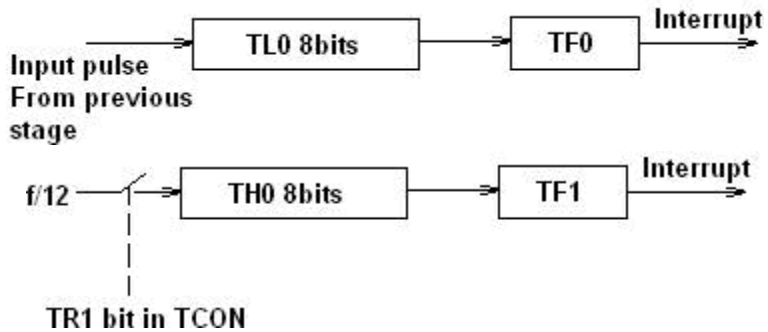 Interrupt
TL0 8bits
TF0
Input pulse
From previous
stage
Interrupt
f/12
TH0 8bits
TF1
TR1 bit in TCON